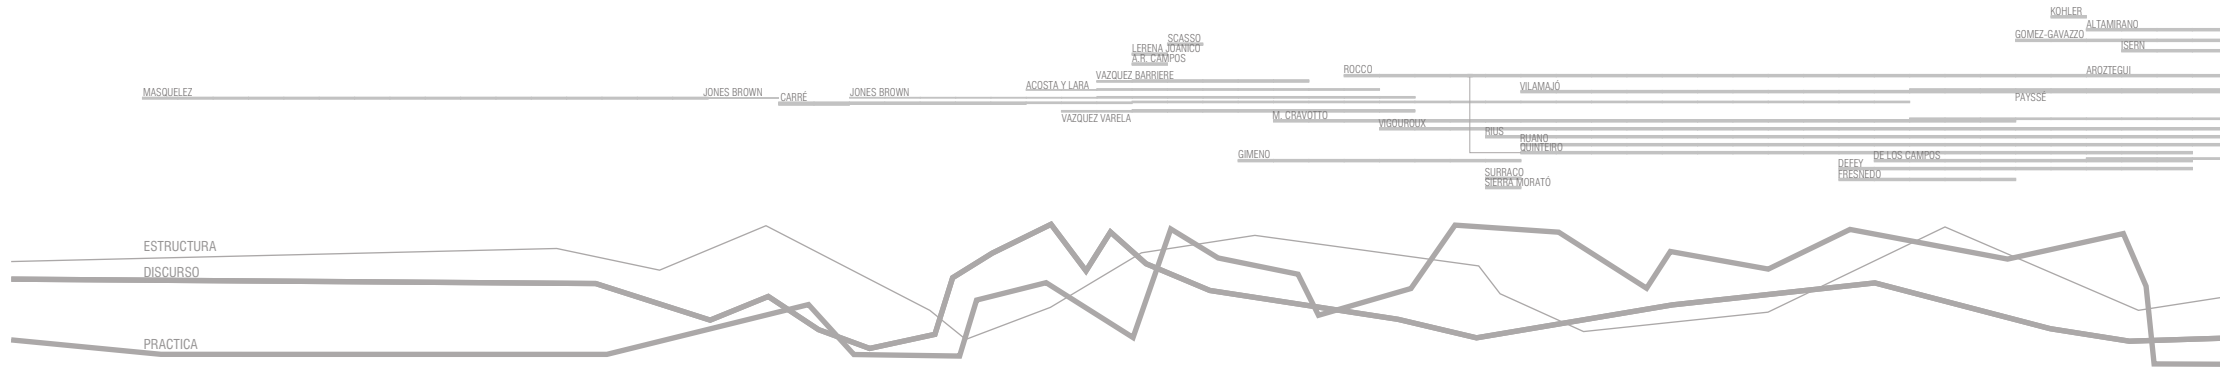 KOHLER
ALTAMIRANO
GOMEZ-GAVAZZO
SCASSO
ISERN
LERENA JOANICO
A.R. CAMPOS
ROCCO
AROZTEGUI
VAZQUEZ BARRIERE
ACOSTA Y LARA
VILAMAJÓ
MASQUELEZ
JONES BROWN
CARRÉ
JONES BROWN
PAYSSÉ
VAZQUEZ VARELA
M. CRAVOTTO
VIGOUROUX
RIUS
RUANO
QUINTEIRO
GIMENO
DE LOS CAMPOS
DEFEY
FRESNEDO
SURRACO
SIERRA MORATÓ
ESTRUCTURA
DISCURSO
PRACTICA